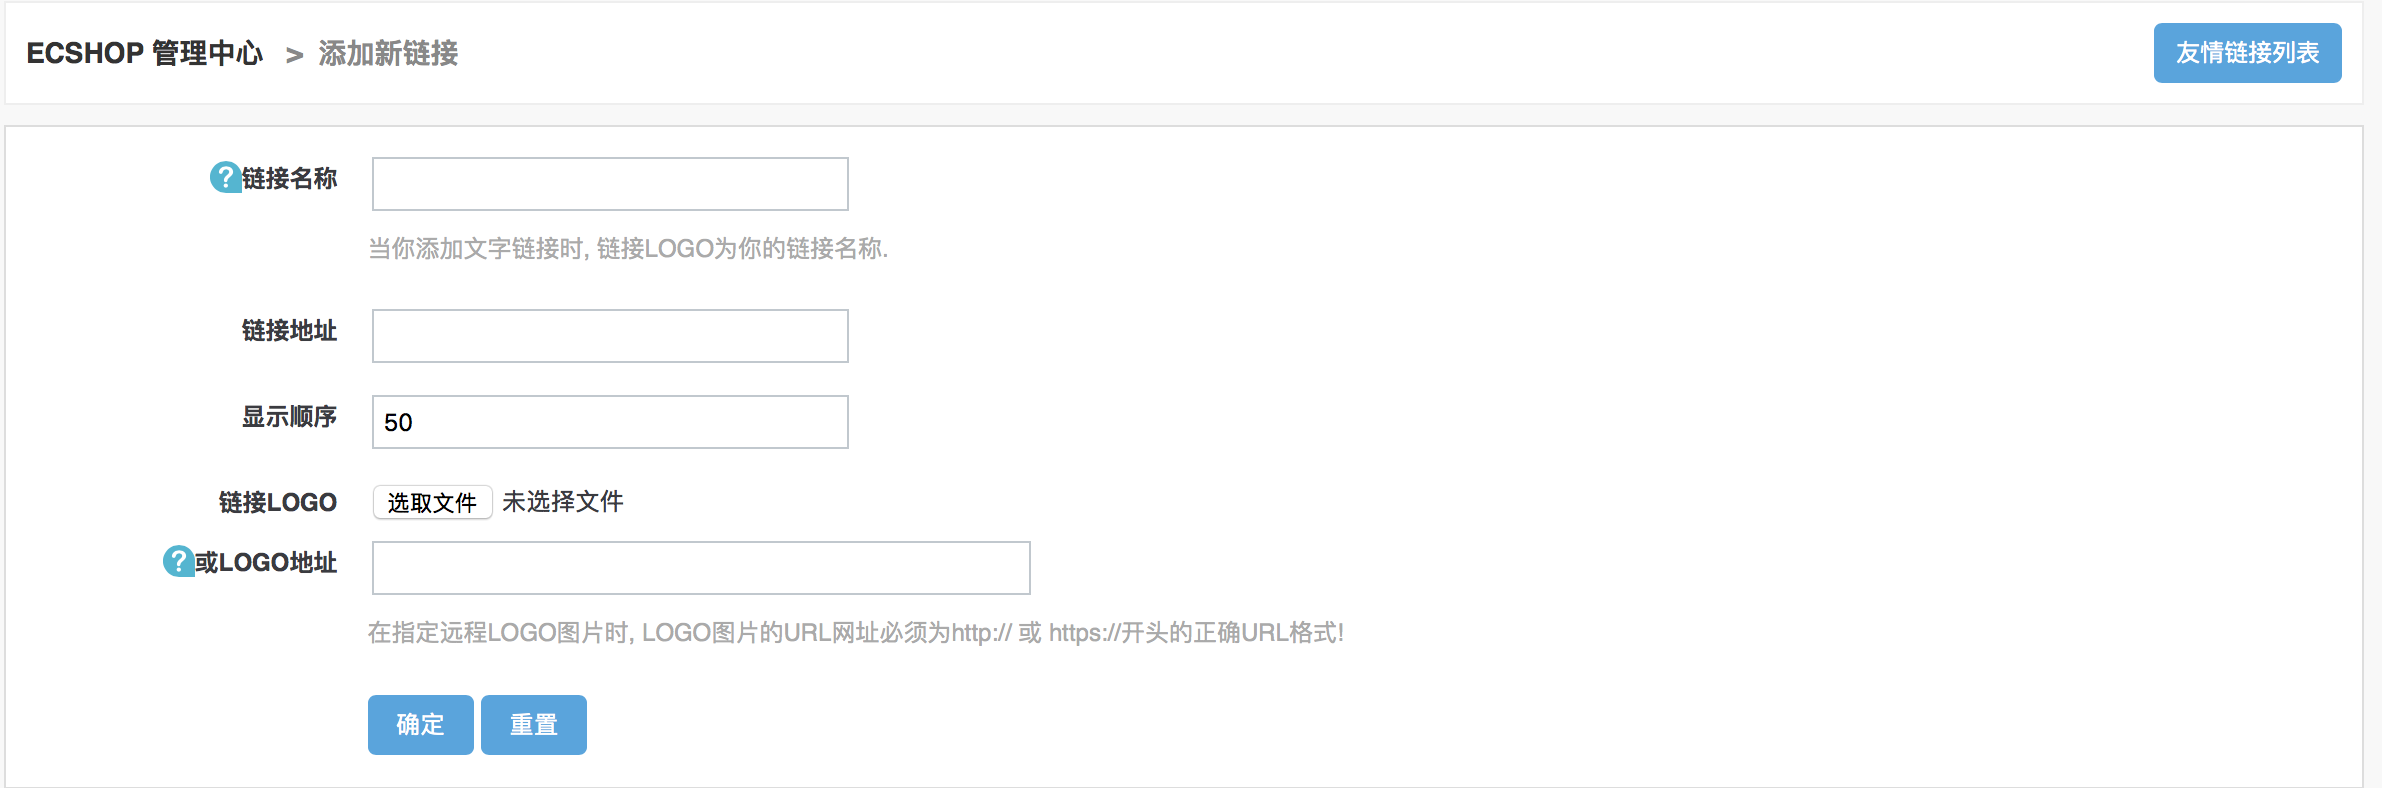 ECSHOP 管理中心 > 添加新链接
友情链接列表
?链接名称
当你添加文字链接时, 链接LOGO为你的链接名称.
链接地址
显示顺序 50
链接LOGO 选取文件 未选择文件
?或LOGO地址
在指定远程LOGO图片时, LOGO图片的URL网址必须为http:// 或 https://开头的正确URL格式!
确定 重置